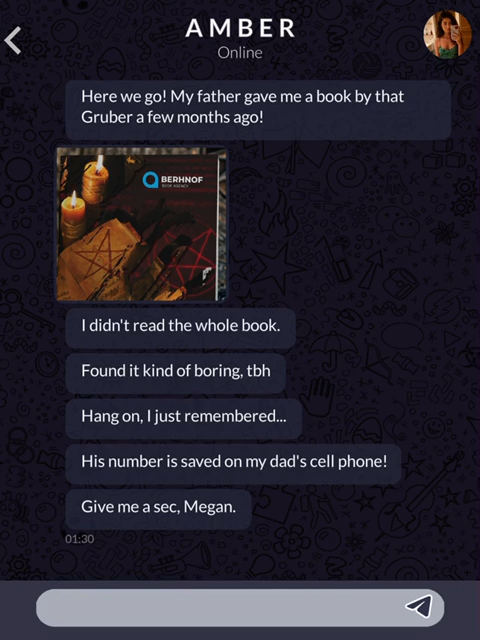 AMBER
Online
Here we go! My father gave me a book by that
Gruber a few months ago!
BERHNOF
BOOK AGENCY
I didn't read the whole book.
Found it kind of boring, tbh
Hang on, I just remembered...
His number is saved on my dad's cell phone!
Give me a sec, Megan.
01:30